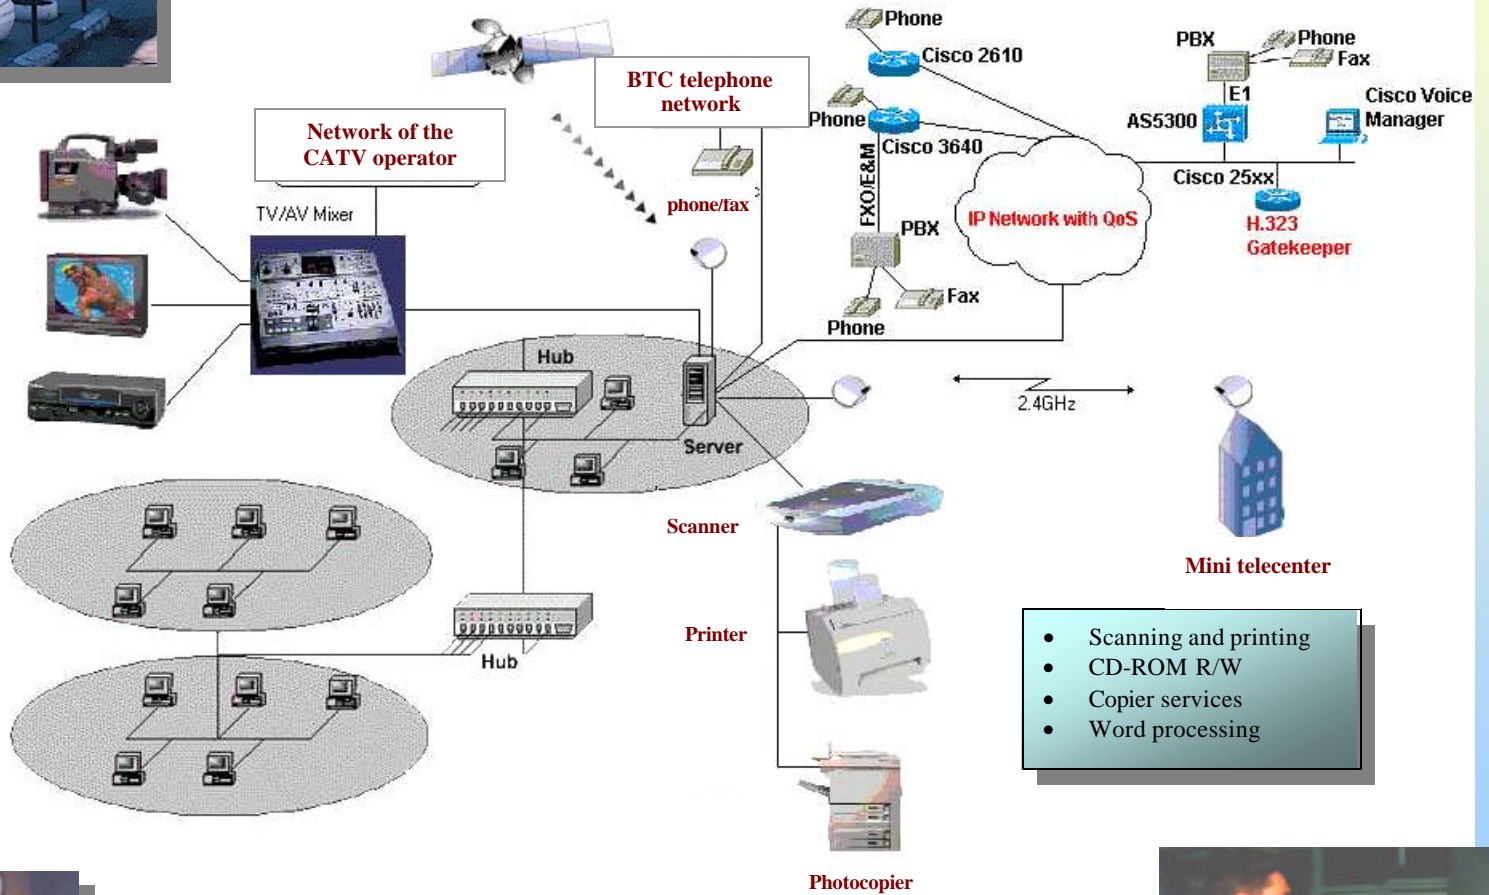 Phone
Cisco 2610
PBX
Phone
Fax
BTC telephone
network
E1
Cisco Voice
Manager
Network of the
CATV operator
Phone
AS5300
Cisco 3640
FXO/E&M
Cisco 25xx
TV/AV Mixer
phone/fax
PBX
IP Network with QoS
H.323
Gatekeeper
Fax
Phone
Hub
2.4GHz
Server
Scanner
Mini telecenter
Printer
Hub
• Scanning and printing
• CD-ROM R/W
• Copier services
• Word processing
Photocopier